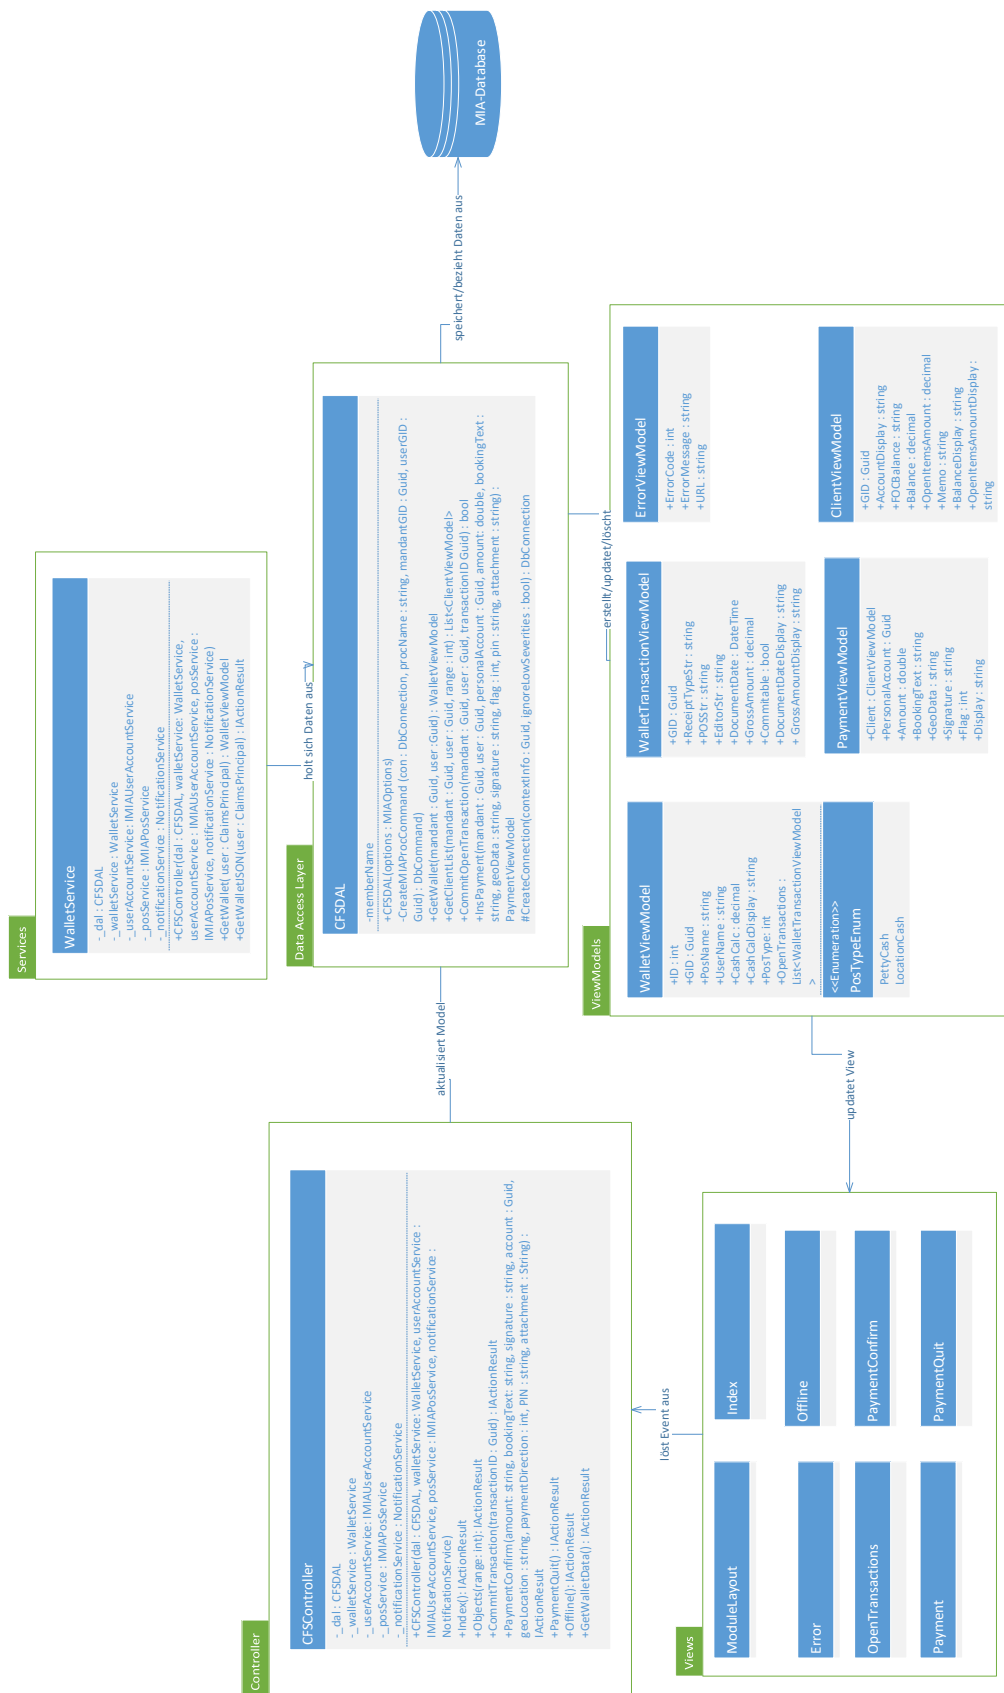 Services
WalletService
-_dal : CFSDAL
-_walletService : WalletService
-_userAccountService: IMIAUserAccountService
-_posService : IMIAPosService
-_notificationService : NotificationService
+CFSController(dal : CFSDAL, walletService: WalletService,
userAccountService : IMIAUserAccountService, posService :
IMIAPosService, notificationService : NotificationService)
+GetWallet( user : ClaimsPrincipal) : WalletViewModel
+GetWalletJSON(user : ClaimsPrincipal) : IActionResult
holt sich Daten aus
Controller
CFSController
-_dal : CFSDAL
-_walletService : WalletService
-_userAccountService: IMIAUserAccountService
-_posService : IMIAPosService
-_notificationService : NotificationService
+CFSController(dal : CFSDAL, walletService: WalletService, userAccountService :
IMIAUserAccountService, posService : IMIAPosService, notificationService :
NotificationService)
+Index(): IActionResult
+Objects(range: int): IActionResult
+CommitTransaction(transactionID : Guid) : IActionResult
+PaymentConfirm(amount: string, bookingText: string, signature : string, account : Guid,
geoLocation : string, paymentDirection : int, PIN : string, attachment : String) :
IActionResult
+PaymentQuit() : IActionResult
+Offline(): IActionResult
+GetWalletData() : IActionResult
aktualisiert Model
Data Access Layer
CFSDAL
-memberName
+CFSDAL(options : MIAOptions)
-CreateMIAProcCommand (con : DbConnection, procName : string, mandantGID : Guid, userGID :
Guid) : DbCommand)
+GetWallet(mandant : Guid, user :Guid) : WalletViewModel
+GetClientList(mandant : Guid, user : Guid, range : int) : List<ClientViewModel>
+CommitOpenTransaction(mandant : Guid, user : Guid, transactionID Guid) : bool
+InsPayment(mandant : Guid, user : Guid, personalAccount : Guid, amount: double, bookingText :
string, geoData : string, signature : string, flag : int, pin : string, attachment : string) :
PaymentViewModel
#CreateConnection(contextInfo : Guid, ignoreLowSeverities : bool) : DbConnection
speichert/bezieht Daten aus
MIA-Database
löst Event aus
erstellt/updatet/löscht
Views
ModuleLayout
Index
Error
Offline
OpenTransactions
PaymentConfirm
Payment
PaymentQuit
updatet View
ViewModels
WalletViewModel
+ID : int
+GID : Guid
+PosName : string
+UserName : string
+CashCalc : decimal
+CashCalcDisplay : string
+PosType: int
+OpenTransactions :
List<WalletTransactionViewModel
>
<<Enumeration>>
PosTypeEnum
PettyCash
LocationCash
WalletTransactionViewModel
+GID : Guid
+ReceiptTypeStr : string
+POSStr : string
+EditorStr : string
+DocumentDate : DateTime
+GrossAmount : decimal
+Commitable : bool
+DocumentDateDisplay : string
+ GrossAmountDisplay : string
ErrorViewModel
+ErrorCode : int
+ErrorMessage : string
+URL : string
PaymentViewModel
+Client : ClientViewModel
+PersonalAccount : Guid
+Amount : double
+BookingText : string
+GeoData : string
+Signature : string
+Flag : int
+Display : string
ClientViewModel
+GID : Guid
+AccountDisplay : string
+FOCBalance : string
+Balance : decimal
+OpenItemsAmount : decimal
+Memo : string
+BalanceDisplay : string
+OpenItemsAmountDisplay :
string